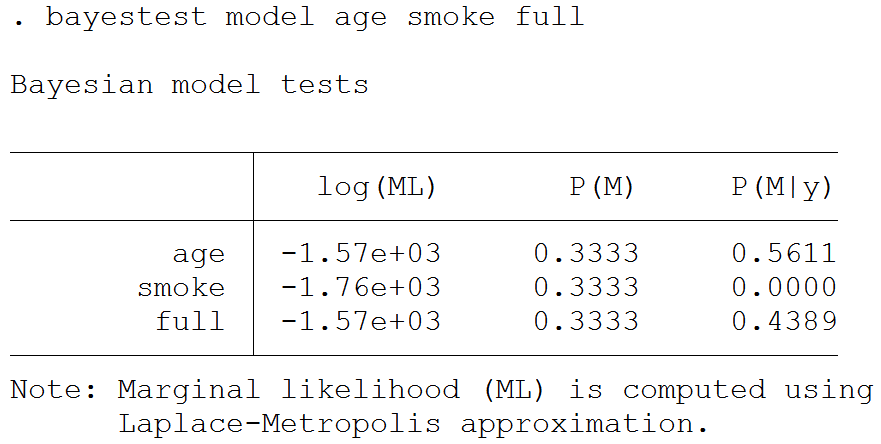 . bayestest model age smoke full
Bayesian model tests
log(ML) P(M) P(M|y)
age -1.57e+03 0.3333 0.5611
smoke -1.76e+03 0.3333 0.0000
full -1.57e+03 0.3333 0.4389
Note: Marginal likelihood (ML) is computed using
Laplace-Metropolis approximation.